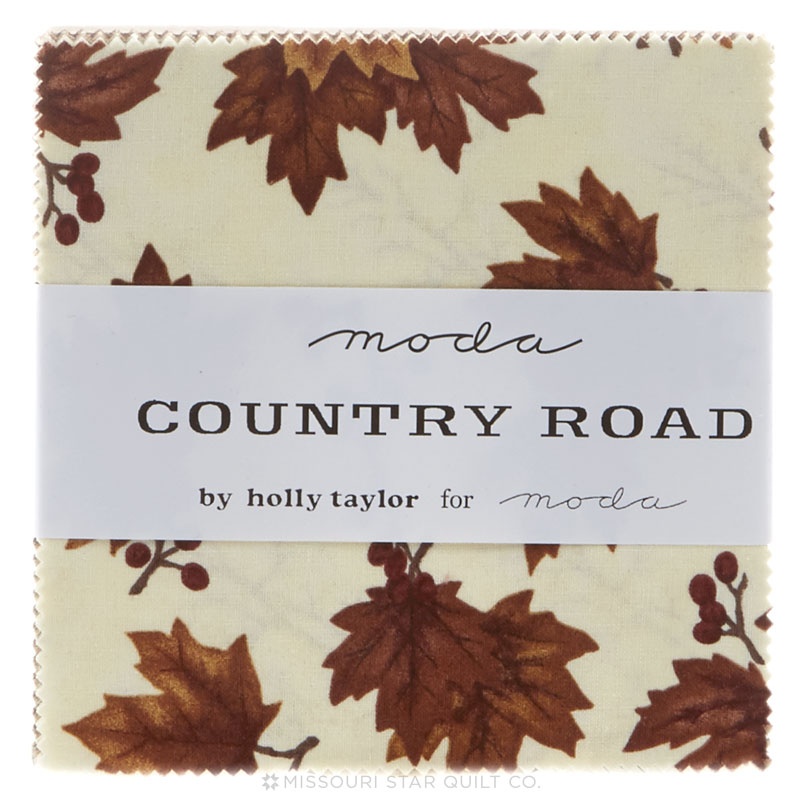 moda
COUNTRY ROAD
by holly taylor for moda
MISSOURI STAR QUILT CO.